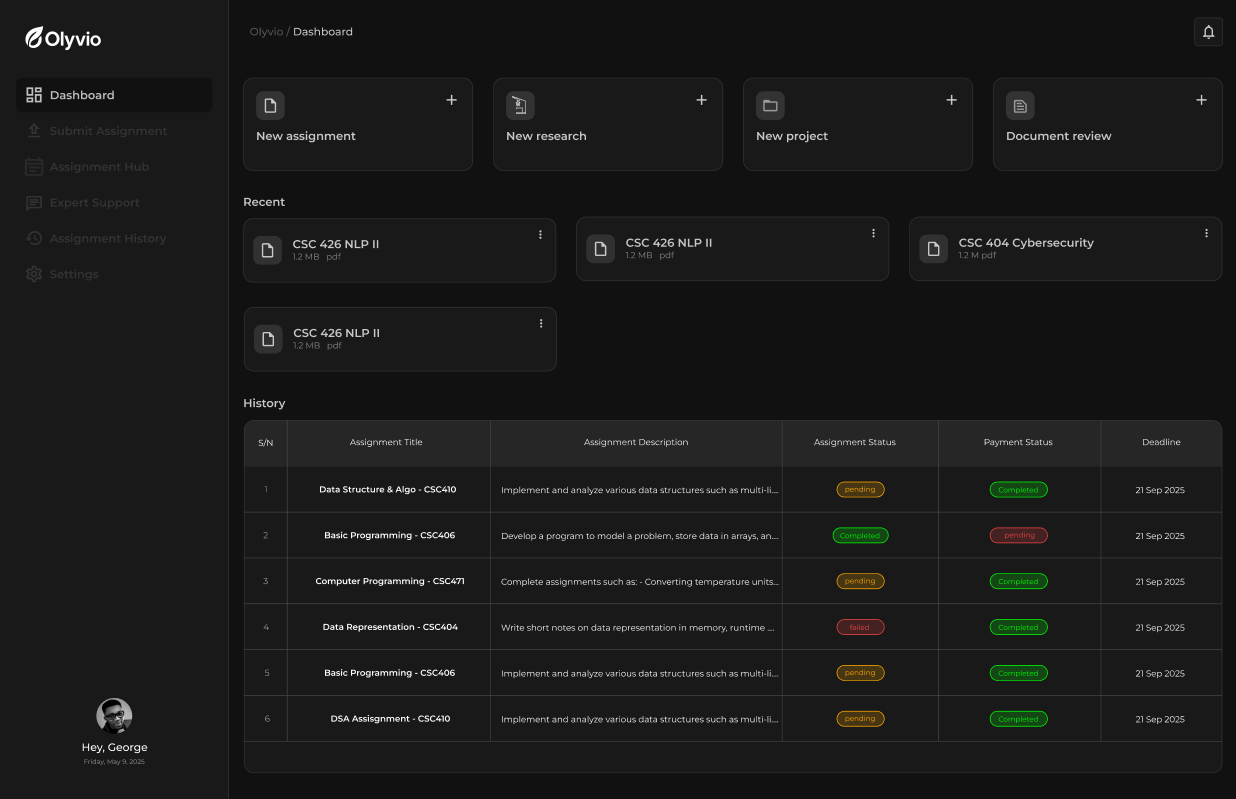 Olyvio
Dashboard
Submit Assignment
Assignment Hub
Expert Support
Assignment History
Settings
Hey, George
Friday, May 9, 2025
Olyvio / Dashboard
New assignment
New research
New project
Document review
Recent
CSC 426 NLP II
1.2 MB pdf
CSC 426 NLP II
1.2 MB pdf
CSC 404 Cybersecurity
1.2 M pdf
CSC 426 NLP II
1.2 MB pdf
History
S/N Assignment Title Assignment Description Assignment Status Payment Status Deadline
1 Data Structure & Algo - CSC410 Implement and analyze various data structures such as multi-li... pending Completed 21 Sep 2025
2 Basic Programming - CSC406 Develop a program to model a problem, store data in arrays, an... Completed pending 21 Sep 2025
3 Computer Programming - CSC471 Complete assignments such as: - Converting temperature units... pending Completed 21 Sep 2025
4 Data Representation - CSC404 Write short notes on data representation in memory, runtime ... failed Completed 21 Sep 2025
5 Basic Programming - CSC406 Implement and analyze various data structures such as multi-li... pending Completed 21 Sep 2025
6 DSA Assisgnment - CSC410 Implement and analyze various data structures such as multi-li... pending Completed 21 Sep 2025